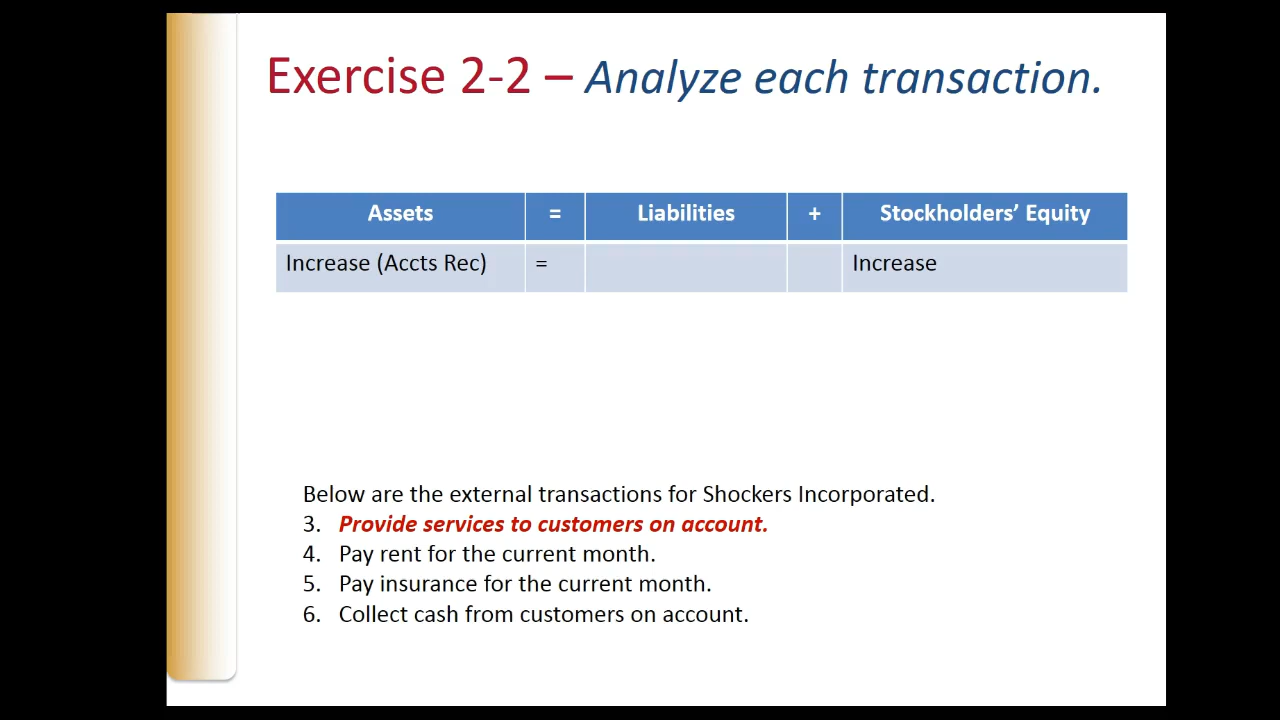 Exercise 2-2 – Analyze each transaction.
Assets = Liabilities + Stockholders’ Equity
Increase (Accts Rec) = Increase
Below are the external transactions for Shockers Incorporated.
3. Provide services to customers on account.
4. Pay rent for the current month.
5. Pay insurance for the current month.
6. Collect cash from customers on account.